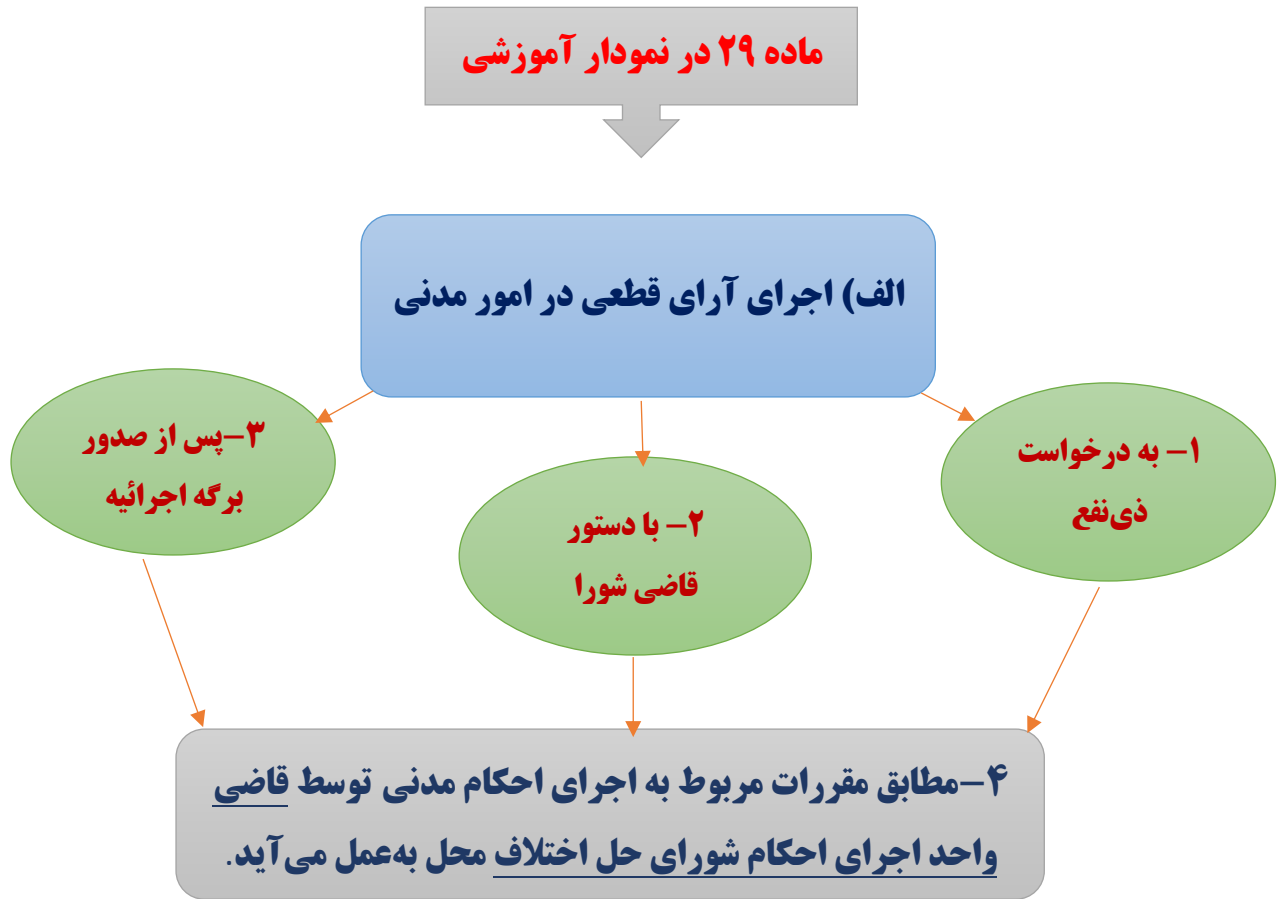 ماده ۲۹ در نمودار آموزشی
الف) اجرای آرای قطعی در امور مدنی
۱- به درخواست
ذی‌نفع
۲- با دستور
قاضی شورا
۳-پس از صدور
برگه اجرائیه
۴-مطابق مقررات مربوط به اجرای احکام مدنی توسط قاضی
واحد اجرای احکام شورای حل اختلاف محل به‌عمل می‌آید.